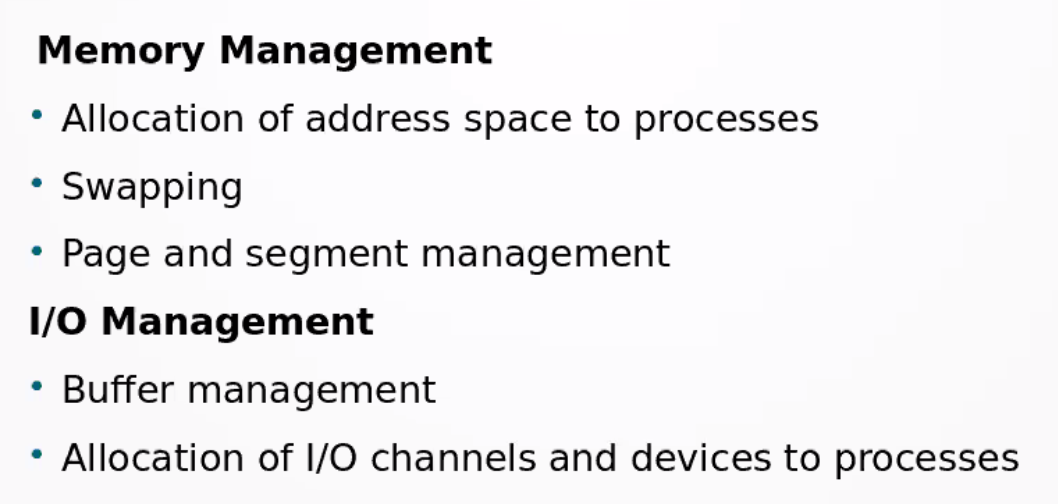 Memory Management
• Allocation of address space to processes
• Swapping
• Page and segment management
I/O Management
• Buffer management
• Allocation of I/O channels and devices to processes